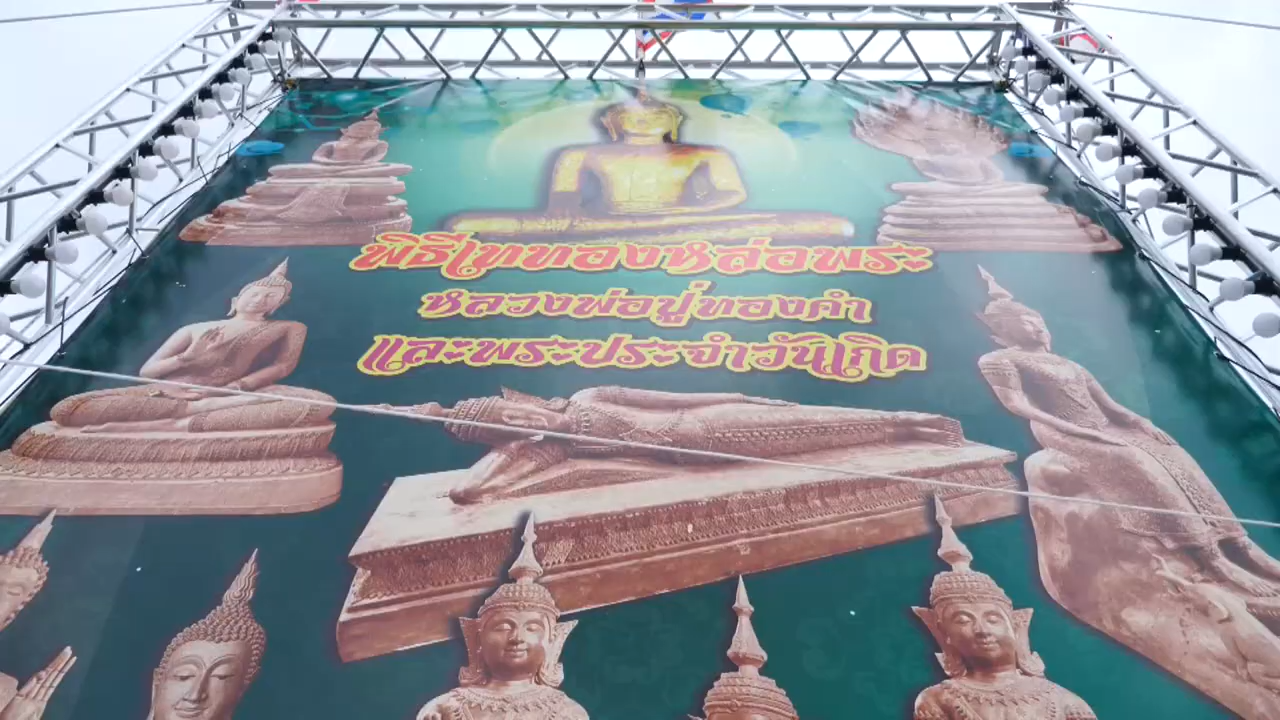 พิธีเททองหล่อพระ
หลวงพ่อปู่ทองคำ
และพระประจำวันเกิด